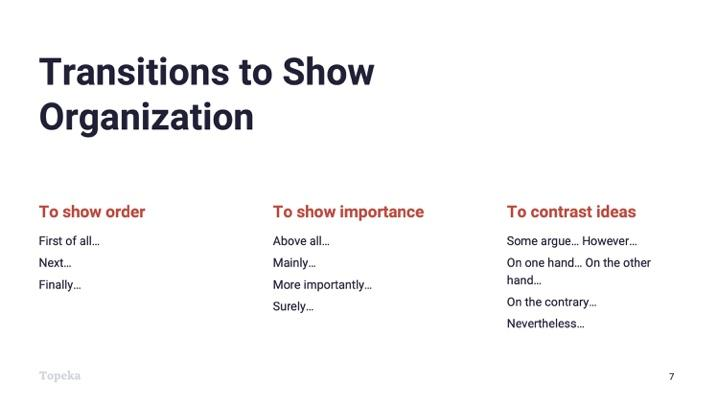 Transitions to Show
Organization
To show order
First of all…
Next…
Finally…
To show importance
Above all…
Mainly…
More importantly…
Surely…
To contrast ideas
Some argue… However…
On one hand… On the other
hand…
On the contrary…
Nevertheless…
Topeka
7